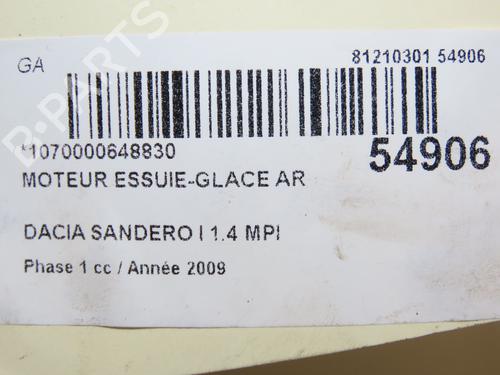 GA
81210301 54906
*1070000648830
54906
MOTEUR ESSUIE-GLACE AR
DACIA SANDERO I 1.4 MPI
Phase 1 cc / Année 2009
B-PARTS